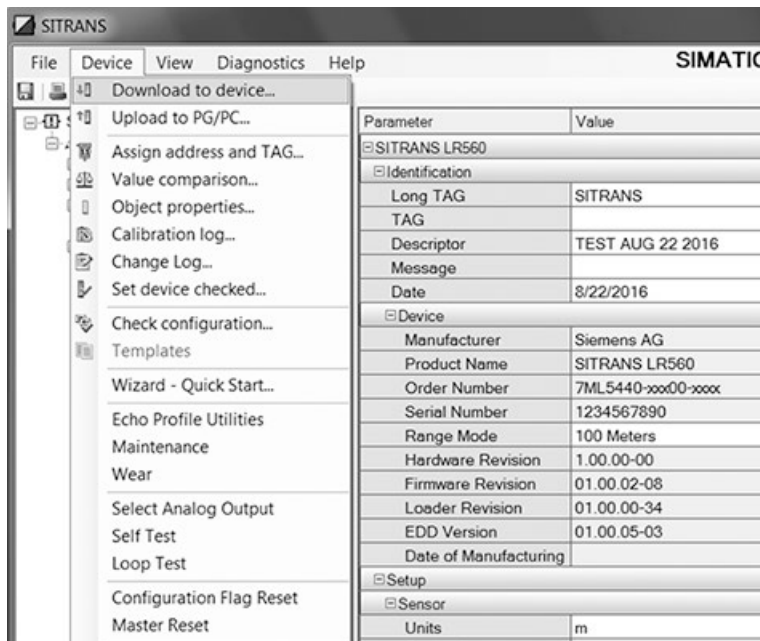 SITRANS
File Device View Diagnostics Help
SIMATIC
Download to device...
Upload to PG/PC...
Assign address and TAG...
Value comparison...
Object properties...
Calibration log...
Change Log...
Set device checked...
Check configuration...
Templates
Wizard - Quick Start...
Echo Profile Utilities
Maintenance
Wear
Select Analog Output
Self Test
Loop Test
Configuration Flag Reset
Master Reset
Parameter Value
SITRANS LR560
Identification
Long TAG SITRANS
TAG
Descriptor TEST AUG 22 2016
Message
Date 8/22/2016
Device
Manufacturer Siemens AG
Product Name SITRANS LR560
Order Number 7ML5440-xxx00-xxxx
Serial Number 1234567890
Range Mode 100 Meters
Hardware Revision 1.00.00-00
Firmware Revision 01.00.02-08
Loader Revision 01.00.00-34
EDD Version 01.00.05-03
Date of Manufacturing
Setup
Sensor
Units m